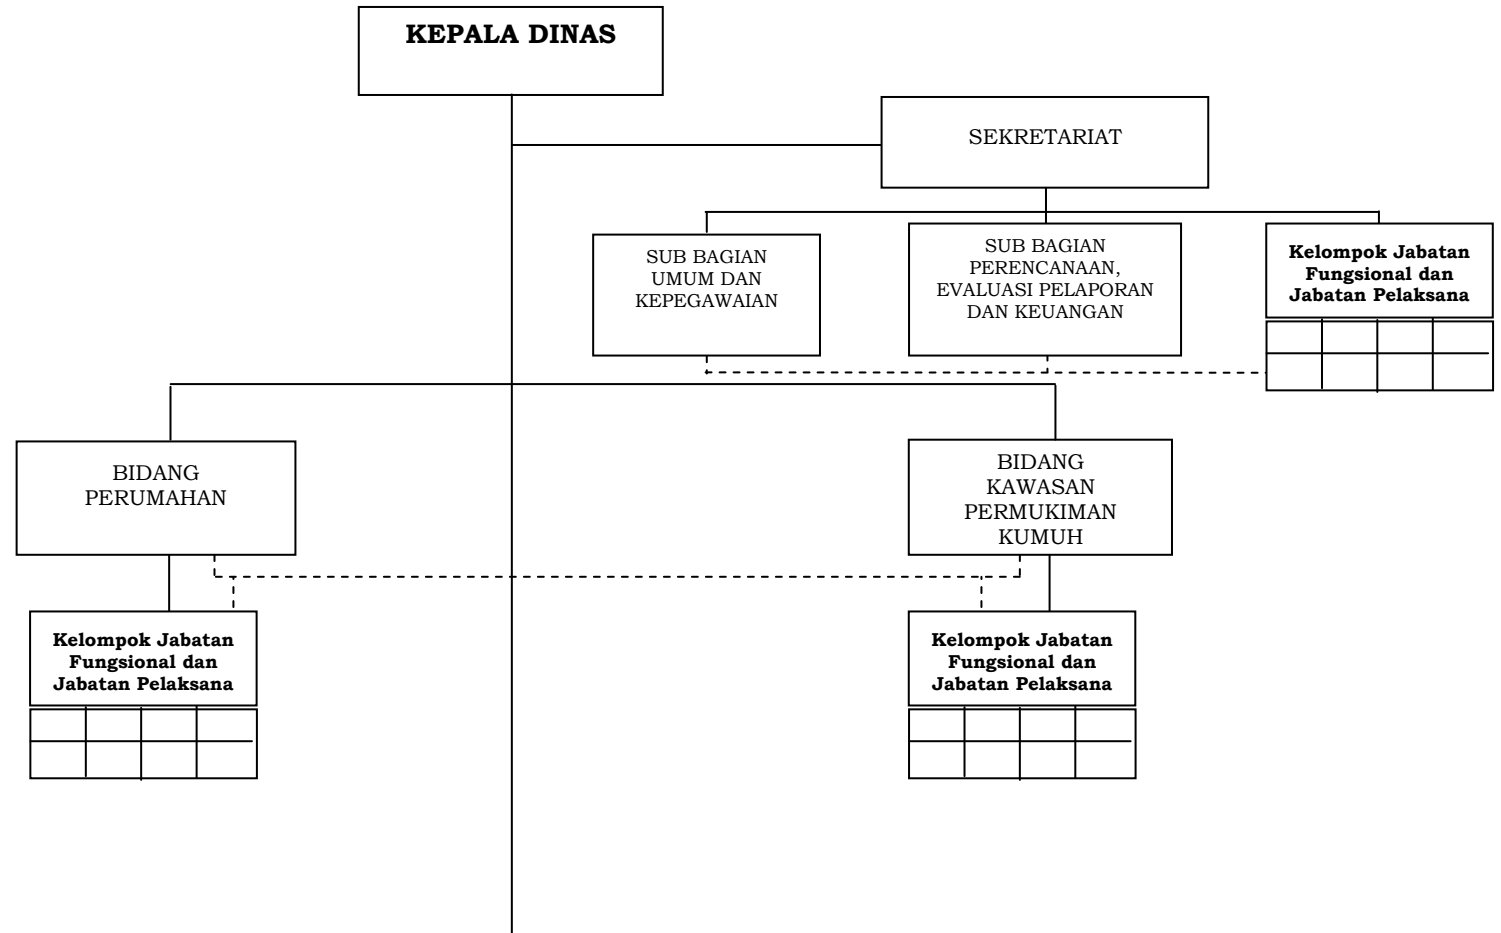 KEPALA DINAS
SEKRETARIAT
SUB BAGIAN
UMUM DAN
KEPEGAWAIAN
SUB BAGIAN
PERENCANAAN,
EVALUASI PELAPORAN
DAN KEUANGAN
Kelompok Jabatan
Fungsional dan
Jabatan Pelaksana
BIDANG
PERUMAHAN
BIDANG
KAWASAN
PERMUKIMAN
KUMUH
Kelompok Jabatan
Fungsional dan
Jabatan Pelaksana
Kelompok Jabatan
Fungsional dan
Jabatan Pelaksana